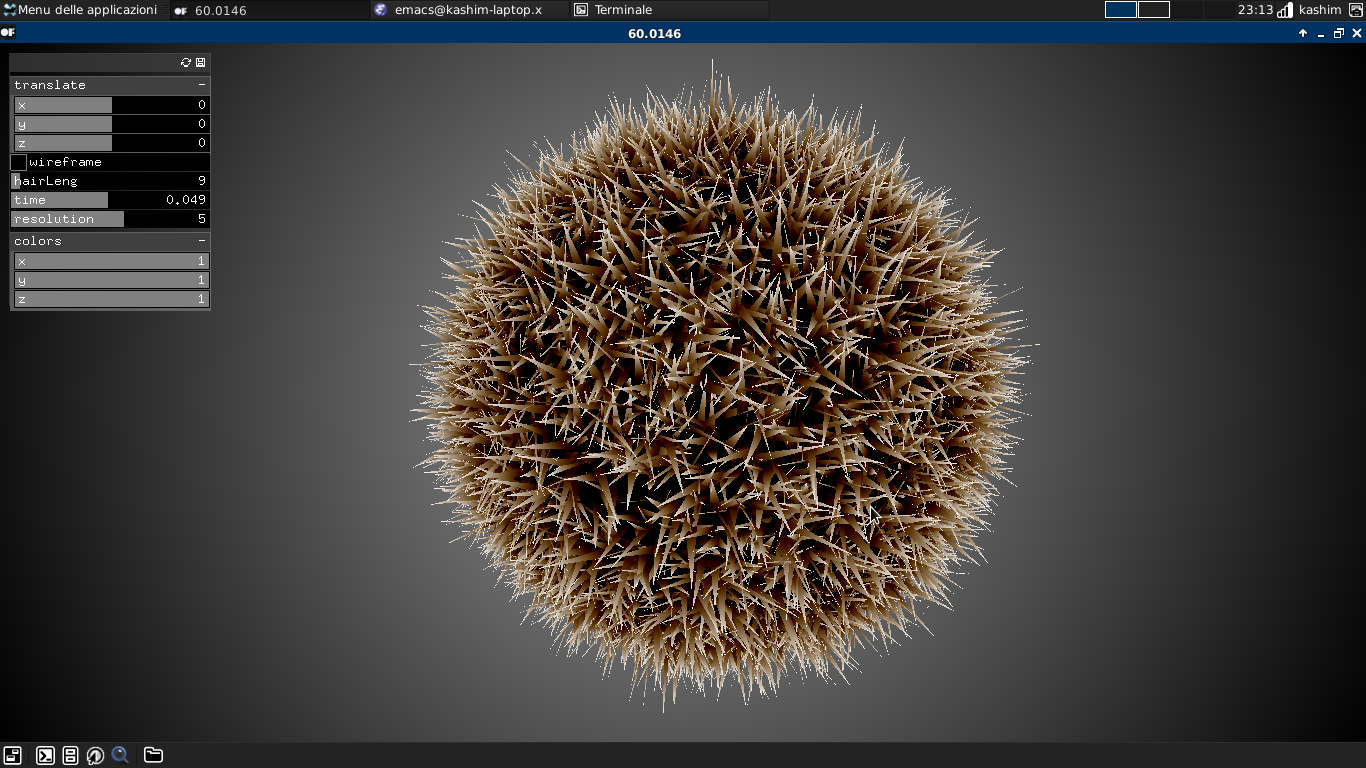 Menu delle applicazioni
OF 60.0146
emacs@kashim-laptop.x
Terminale
23:13
kashim
OF
60.0146
translate -
x 0
y 0
z 0
wireframe
hairLeng 9
time 0.049
resolution 5
colors -
x 1
y 1
z 1